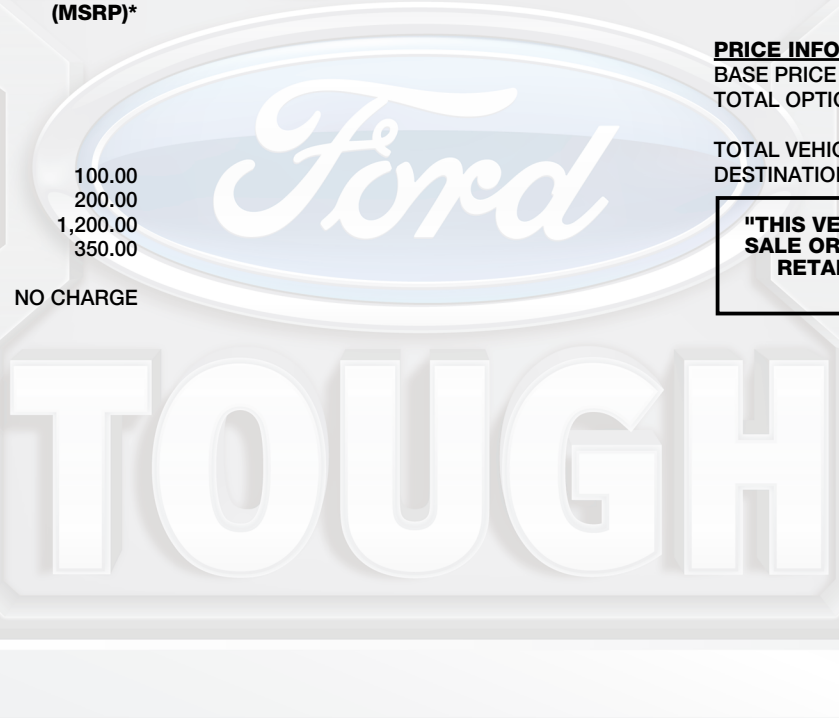 (MSRP)*
100.00
200.00
1,200.00
350.00
NO CHARGE
PRICE INFO
BASE PRICE
TOTAL OPTIO
TOTAL VEHIC
DESTINATION
"THIS VE
SALE OR
RETAI
Ford
TOUGH